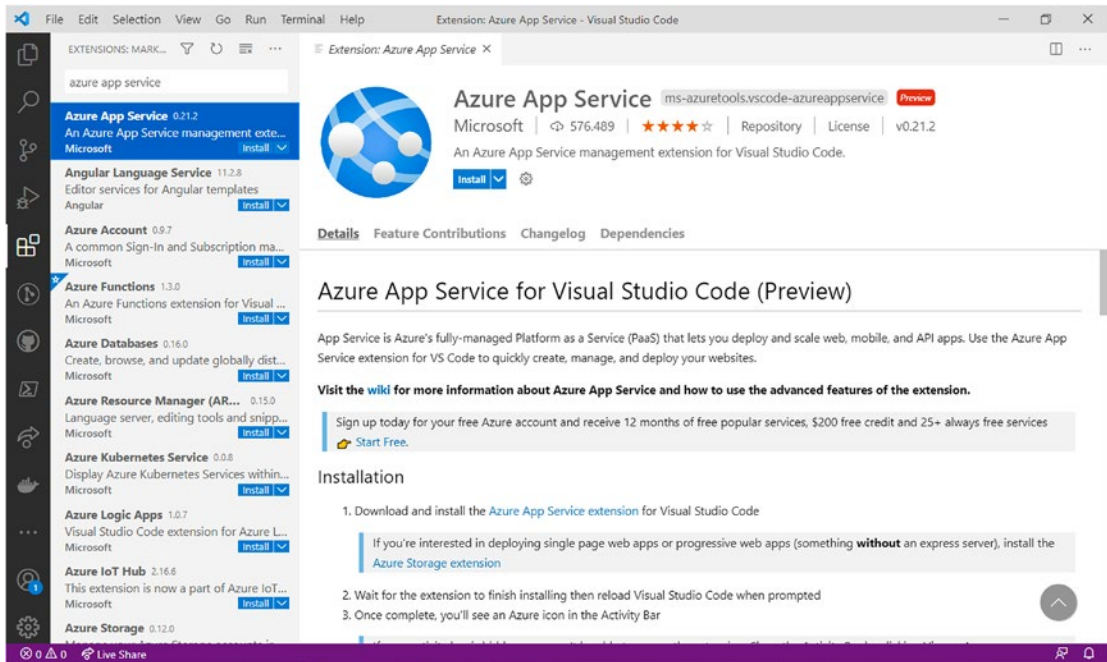 File Edit Selection View Go Run Terminal Help
Extension: Azure App Service - Visual Studio Code
EXTENSIONS: MARK...
azure app service
Azure App Service 0.21.2
An Azure App Service management exte...
Microsoft Install
Angular Language Service 11.2.8
Editor services for Angular templates
Angular Install
Azure Account 0.9.7
A common Sign-In and Subscription ma...
Microsoft Install
Azure Functions 1.3.0
An Azure Functions extension for Visual ...
Microsoft Install
Azure Databases 0.16.0
Create, browse, and update globally dist...
Microsoft Install
Azure Resource Manager (AR... 0.15.0
Language server, editing tools and snipp...
Microsoft Install
Azure Kubernetes Service 0.0.8
Display Azure Kubernetes Services within...
Microsoft Install
Azure Logic Apps 1.0.7
Visual Studio Code extension for Azure L...
Microsoft Install
Azure IoT Hub 2.16.6
This extension is now a part of Azure IoT...
Microsoft Install
Azure Storage 0.12.0
Extension: Azure App Service
Azure App Service ms-azuretools.vscode-azureappservice Preview
Microsoft 576.489 Repository License v0.21.2
An Azure App Service management extension for Visual Studio Code.
Install
Details Feature Contributions Changelog Dependencies
Azure App Service for Visual Studio Code (Preview)
App Service is Azure's fully-managed Platform as a Service (PaaS) that lets you deploy and scale web, mobile, and API apps. Use the Azure App
Service extension for VS Code to quickly create, manage, and deploy your websites.
Visit the wiki for more information about Azure App Service and how to use the advanced features of the extension.
Sign up today for your free Azure account and receive 12 months of free popular services, $200 free credit and 25+ always free services
Start Free.
Installation
1. Download and install the Azure App Service extension for Visual Studio Code
If you're interested in deploying single page web apps or progressive web apps (something without an express server), install the
Azure Storage extension
2. Wait for the extension to finish installing then reload Visual Studio Code when prompted
3. Once complete, you'll see an Azure icon in the Activity Bar
1
0 0 Live Share